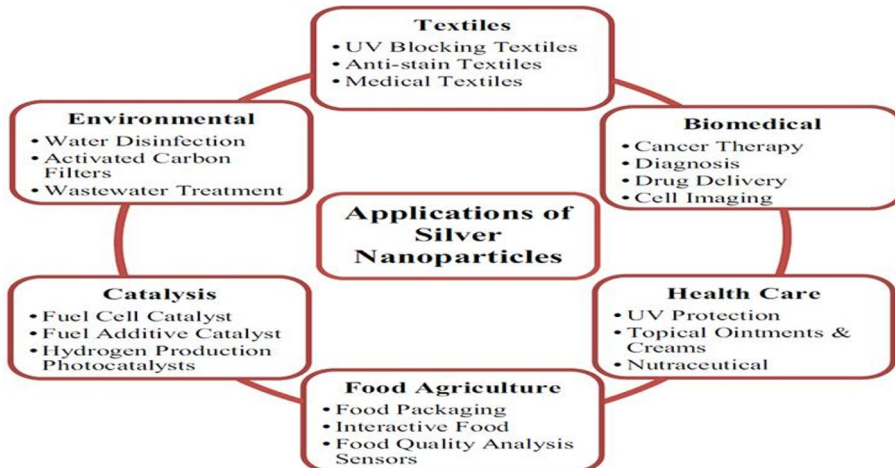 Textiles
• UV Blocking Textiles
• Anti-stain Textiles
• Medical Textiles
Environmental
• Water Disinfection
• Activated Carbon
Filters
• Wastewater Treatment
Biomedical
• Cancer Therapy
• Diagnosis
• Drug Delivery
• Cell Imaging
Applications of
Silver
Nanoparticles
Catalysis
• Fuel Cell Catalyst
• Fuel Additive Catalyst
• Hydrogen Production
Photocatalysts
Health Care
• UV Protection
• Topical Ointments &
Creams
• Nutraceutical
Food Agriculture
• Food Packaging
• Interactive Food
• Food Quality Analysis
Sensors